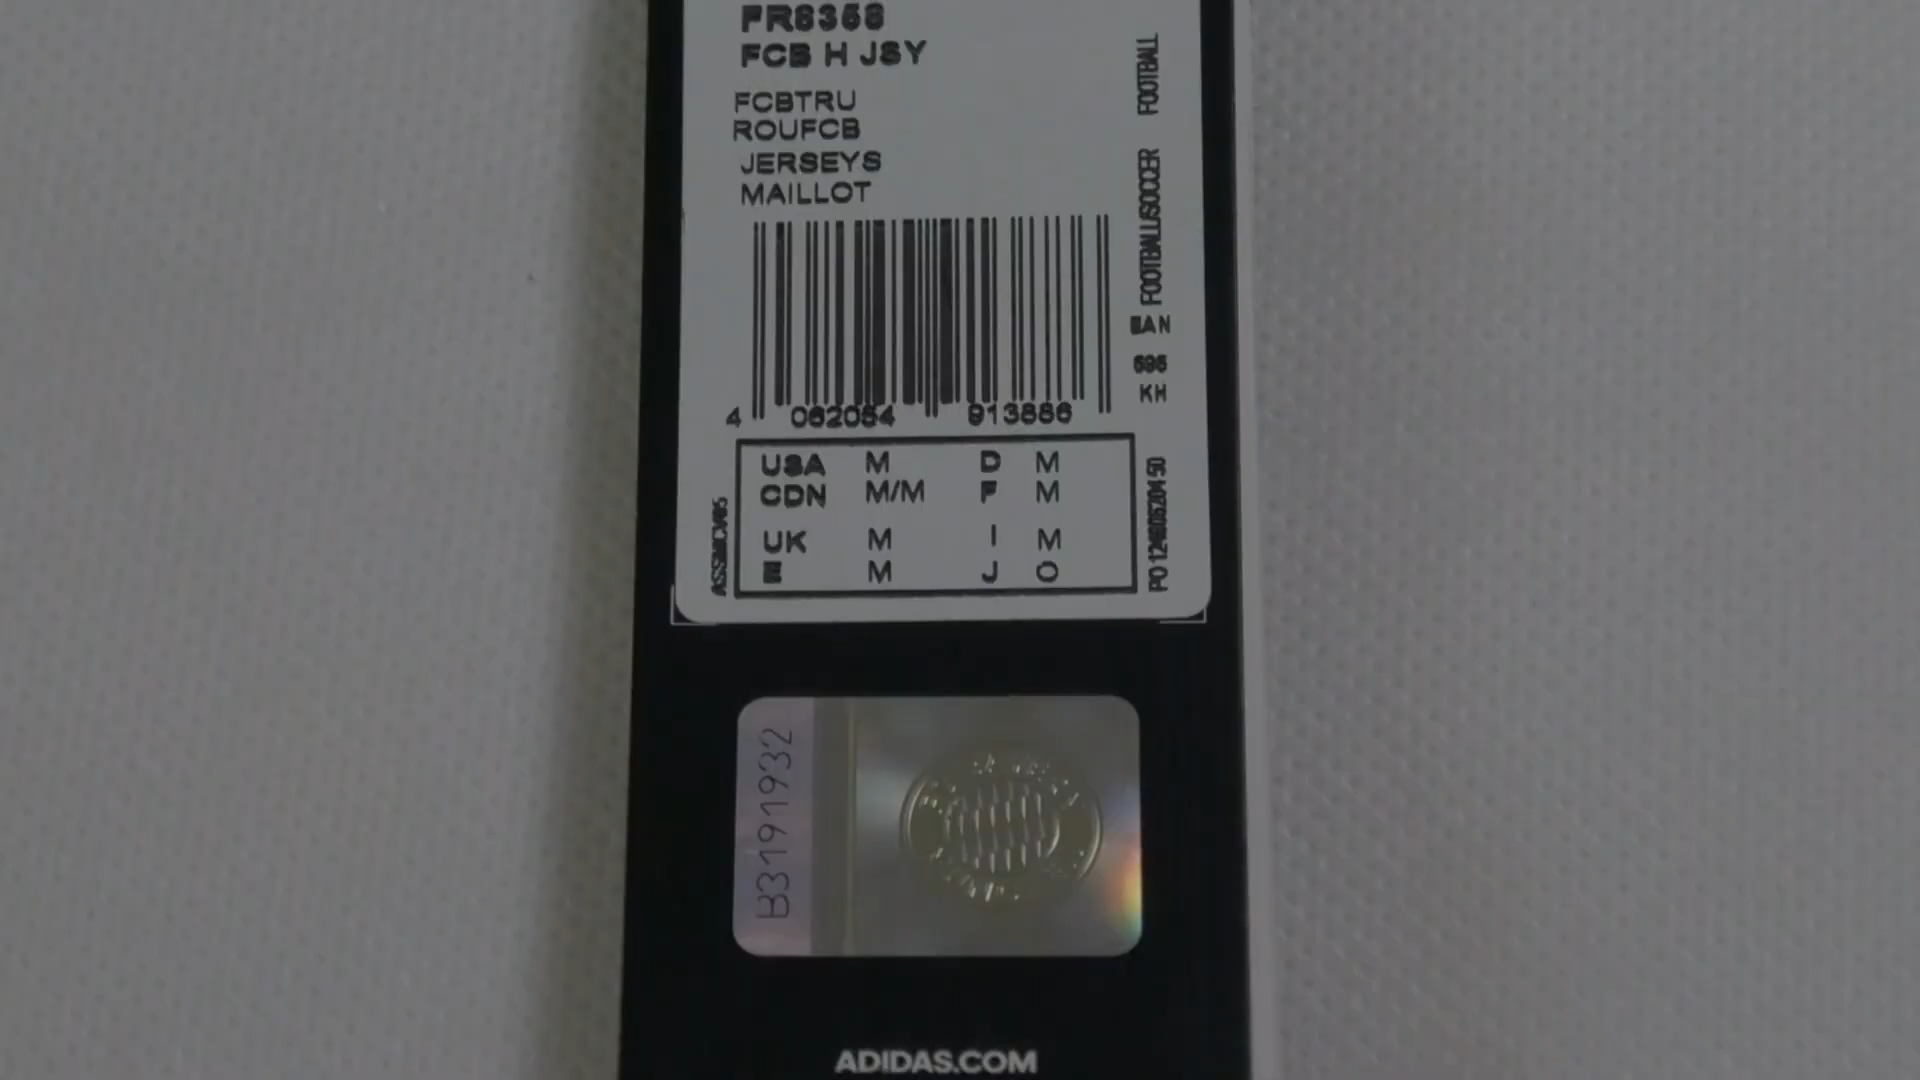 FR8358
FCB H JSY
FCBTRU
ROUFCB
JERSEYS
MAILLOT
4 062054 913886
USA M D M
CDN M/M F M
UK M I M
E M J O
FOOTBALL/SOCCER FOOTBALL
EAN
KH
B3191932
ADIDAS.COM